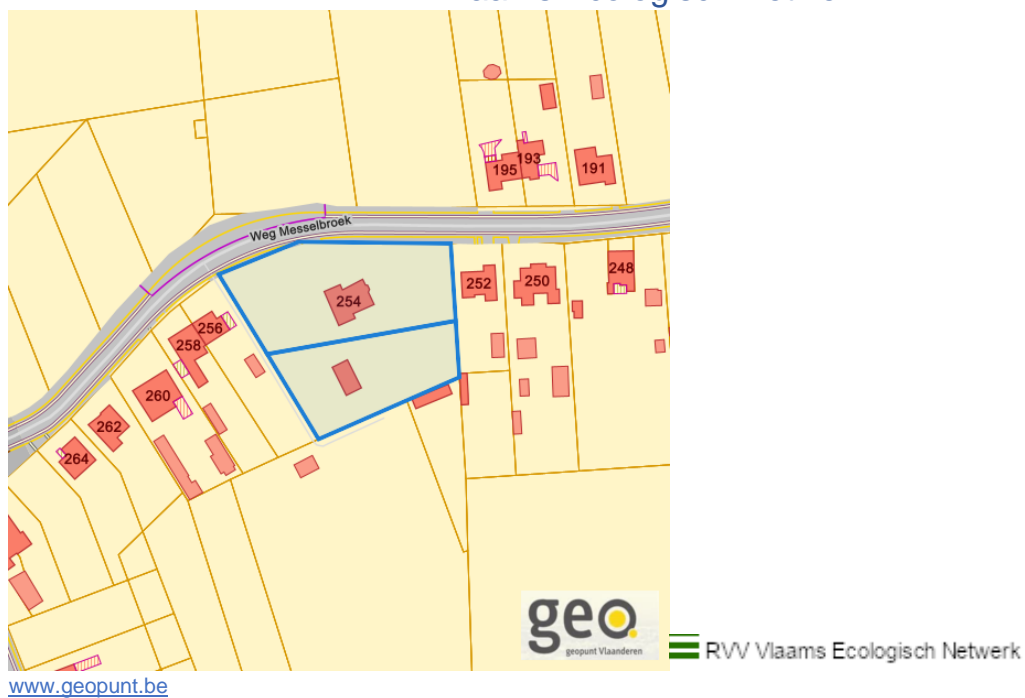 195
193
191
Weg Messelbroek
254
252
250
248
256
258
260
262
264
geo.
geopunt Vlaanderen
RVV Vlaams Ecologisch Netwerk
www.geopunt.be